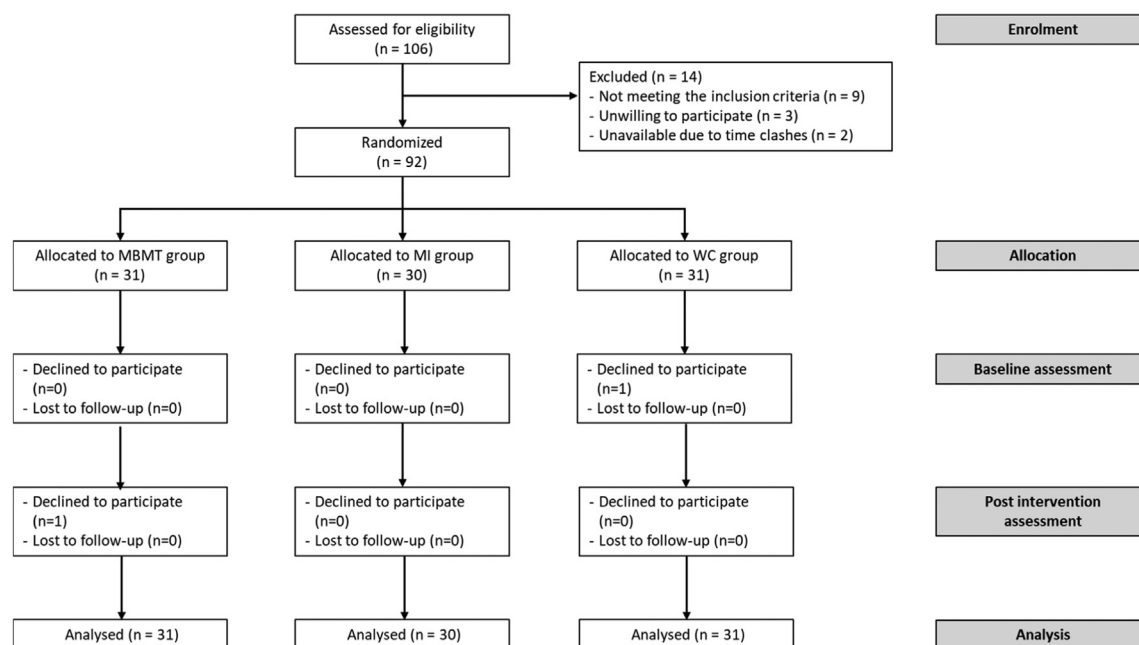 Assessed for eligibility
(n = 106)
Enrolment
Excluded (n = 14)
- Not meeting the inclusion criteria (n = 9)
- Unwilling to participate (n = 3)
- Unavailable due to time clashes (n = 2)
Randomized
(n = 92)
Allocated to MBMT group
(n = 31)
Allocated to MI group
(n = 30)
Allocated to WC group
(n = 31)
Allocation
- Declined to participate
(n=0)
- Lost to follow-up (n=0)
- Declined to participate
(n=0)
- Lost to follow-up (n=0)
- Declined to participate
(n=1)
- Lost to follow-up (n=0)
Baseline assessment
- Declined to participate
(n=1)
- Lost to follow-up (n=0)
- Declined to participate
(n=0)
- Lost to follow-up (n=0)
- Declined to participate
(n=0)
- Lost to follow-up (n=0)
Post intervention
assessment
Analysed (n = 31)
Analysed (n = 30)
Analysed (n = 31)
Analysis